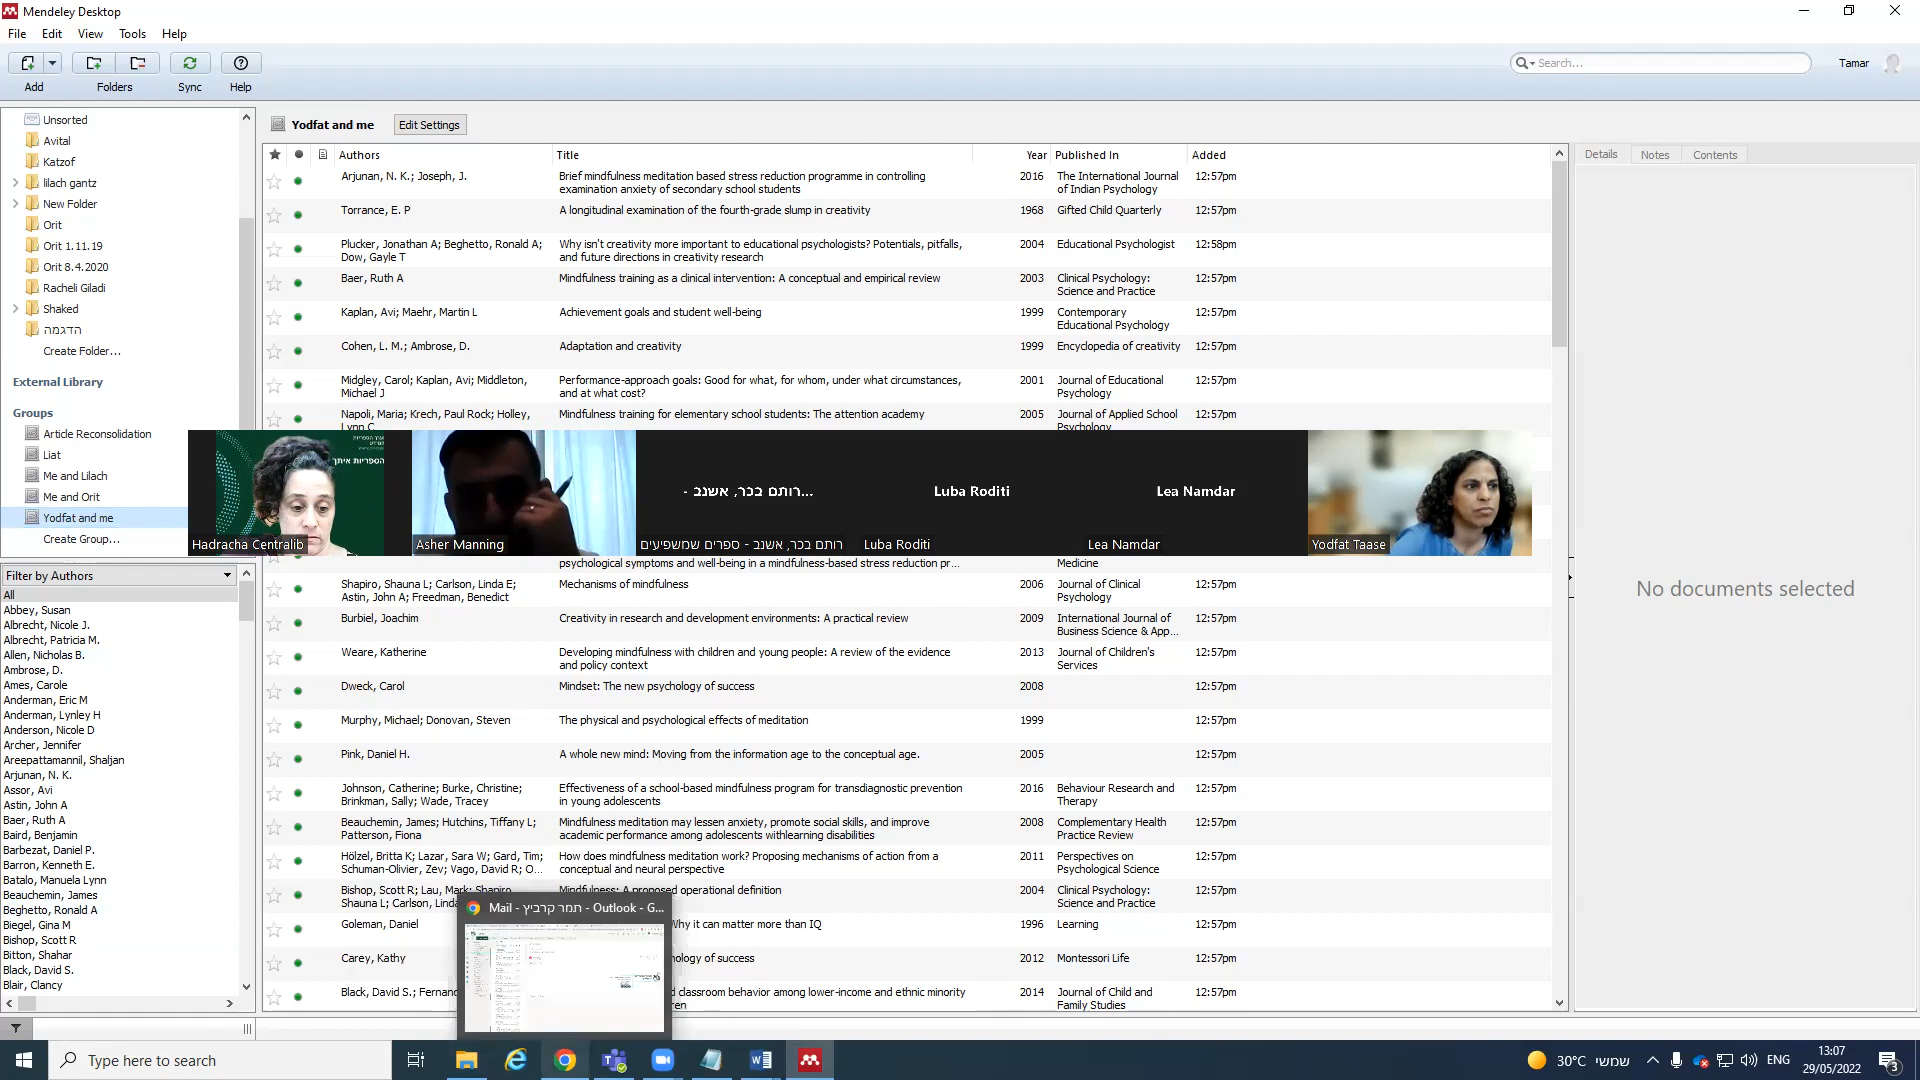 Mendeley Desktop
File Edit View Tools Help
Search...
Tamar
Add Folders Sync Help
Unsorted
Avital
Katzof
lilach gantz
New Folder
Orit
Orit 1.11.19
Orit 8.4.2020
Racheli Giladi
Shaked
הדגמה
Create Folder...
External Library
Groups
Article Reconsolidation
Liat
Me and Lilach
Me and Orit
Yodfat and me
Create Group...
Filter by Authors
All
Abbey, Susan
Albrecht, Nicole J.
Albrecht, Patricia M.
Allen, Nicholas B.
Ambrose, D.
Ames, Carole
Anderman, Eric M
Anderman, Lynley H
Anderson, Nicole D
Archer, Jennifer
Areepattamannil, Shaljan
Arjunan, N. K.
Assor, Avi
Astin, John A
Baer, Ruth A
Baird, Benjamin
Barbezat, Daniel P.
Barron, Kenneth E.
Batalo, Manuela Lynn
Beauchemin, James
Beghetto, Ronald A
Biegel, Gina M
Bishop, Scott R
Bitton, Shahar
Black, David S.
Blair, Clancy
Yodfat and me Edit Settings
Authors Title Year Published In Added
Arjunan, N. K.; Joseph, J. Brief mindfulness meditation based stress reduction programme in controlling 2016 The International Journal 12:57pm
examination anxiety of secondary school students of Indian Psychology
Torrance, E. P A longitudinal examination of the fourth-grade slump in creativity 1968 Gifted Child Quarterly 12:57pm
Plucker, Jonathan A; Beghetto, Ronald A; Why isn't creativity more important to educational psychologists? Potentials, pitfalls, 2004 Educational Psychologist 12:58pm
Dow, Gayle T and future directions in creativity research
Baer, Ruth A Mindfulness training as a clinical intervention: A conceptual and empirical review 2003 Clinical Psychology: 12:57pm
Science and Practice
Kaplan, Avi; Maehr, Martin L Achievement goals and student well-being 1999 Contemporary 12:57pm
Educational Psychology
Cohen, L. M.; Ambrose, D. Adaptation and creativity 1999 Encyclopedia of creativity 12:57pm
Midgley, Carol; Kaplan, Avi; Middleton, Performance-approach goals: Good for what, for whom, under what circumstances, 2001 Journal of Educational 12:57pm
Michael J and at what cost? Psychology
Napoli, Maria; Krech, Paul Rock; Holley, Mindfulness training for elementary school students: The attention academy 2005 Journal of Applied School 12:57pm
Lynn C Psychology
הספריות איתך
Hadracha Centralib
Asher Manning
רותם בכר, אשנב - ...
רותם בכר, אשנב - ספרים שמשפיעים
Luba Roditi
Luba Roditi
Lea Namdar
Lea Namdar
Yodfat Taase
psychological symptoms and well-being in a mindfulness-based stress reduction pr... Medicine
Shapiro, Shauna L; Carlson, Linda E; Mechanisms of mindfulness 2006 Journal of Clinical 12:57pm
Astin, John A; Freedman, Benedict Psychology
Burbiel, Joachim Creativity in research and development environments: A practical review 2009 International Journal of 12:57pm
Business Science & App...
Weare, Katherine Developing mindfulness with children and young people: A review of the evidence 2013 Journal of Children's 12:57pm
and policy context Services
Dweck, Carol Mindset: The new psychology of success 2008 12:57pm
Murphy, Michael; Donovan, Steven The physical and psychological effects of meditation 1999 12:57pm
Pink, Daniel H. A whole new mind: Moving from the information age to the conceptual age. 2005 12:57pm
Johnson, Catherine; Burke, Christine; Effectiveness of a school-based mindfulness program for transdiagnostic prevention 2016 Behaviour Research and 12:57pm
Brinkman, Sally; Wade, Tracey in young adolescents Therapy
Beauchemin, James; Hutchins, Tiffany L; Mindfulness meditation may lessen anxiety, promote social skills, and improve 2008 Complementary Health 12:57pm
Patterson, Fiona academic performance among adolescents withlearning disabilities Practice Review
Hölzel, Britta K; Lazar, Sara W; Gard, Tim; How does mindfulness meditation work? Proposing mechanisms of action from a 2011 Perspectives on 12:57pm
Schuman-Olivier, Zev; Vago, David R; O... conceptual and neural perspective Psychological Science
Bishop, Scott R; Lau, Mark; Shapiro, Mindfulness: A proposed operational definition 2004 Clinical Psychology: 12:57pm
Shauna L; Carlson, Linda Science and Practice
Goleman, Daniel Why it can matter more than IQ 1996 Learning 12:57pm
Carey, Kathy hology of success 2012 Montessori Life 12:57pm
Black, David S.; Fernand d classroom behavior among lower-income and ethnic minority 2014 Journal of Child and 12:57pm
ren Family Studies
Mail - תמר קרביץ - Outlook - G...
Details Notes Contents
No documents selected
Type here to search
30°C שמשי
ENG
13:07
29/05/2022
3